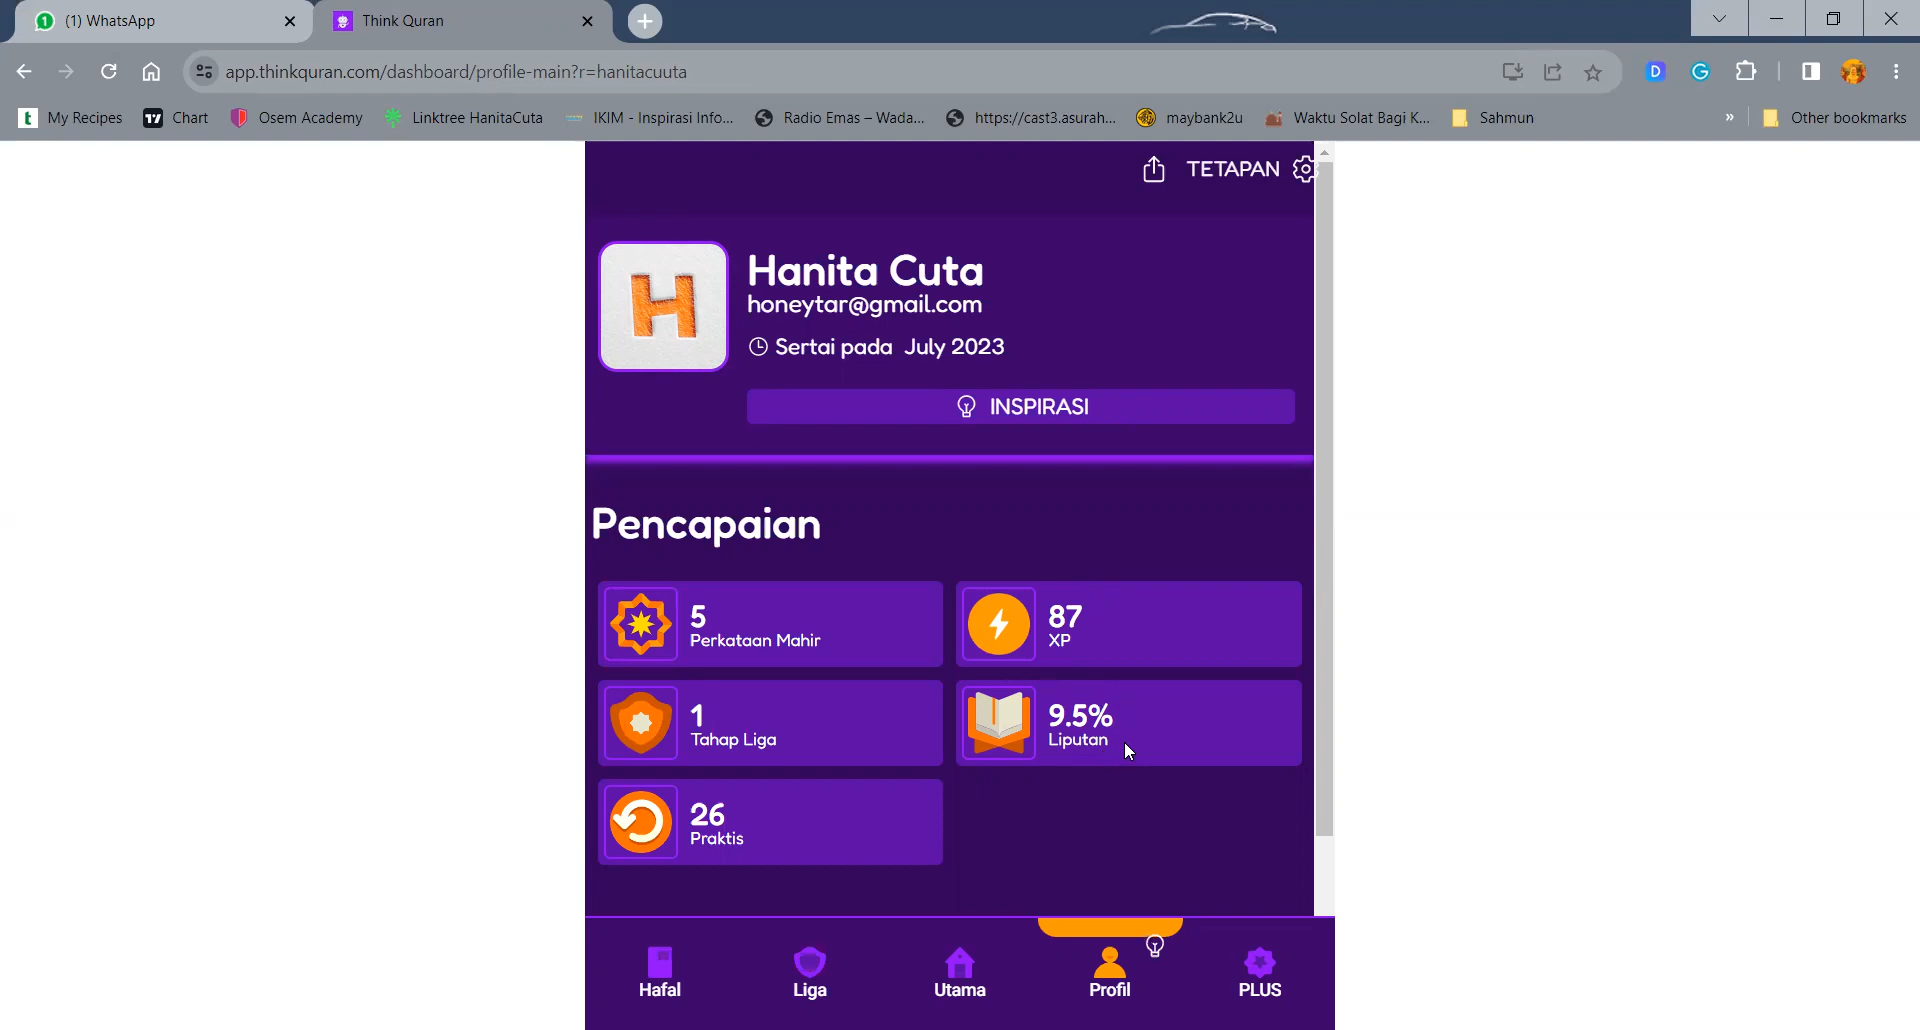 (1) WhatsApp
Think Quran
app.thinkquran.com/dashboard/profile-main?r=hanitacuuta
My Recipes
Chart
Osem Academy
Linktree HanitaCuta
IKIM - Inspirasi Info...
Radio Emas – Wada...
https://cast3.asurah...
maybank2u
Waktu Solat Bagi K...
Sahmun
»
Other bookmarks
TETAPAN
H
Hanita Cuta
honeytar@gmail.com
Sertai pada July 2023
INSPIRASI
Pencapaian
5
Perkataan Mahir
87
XP
1
Tahap Liga
9.5%
Liputan
26
Praktis
Hafal
Liga
Utama
Profil
PLUS